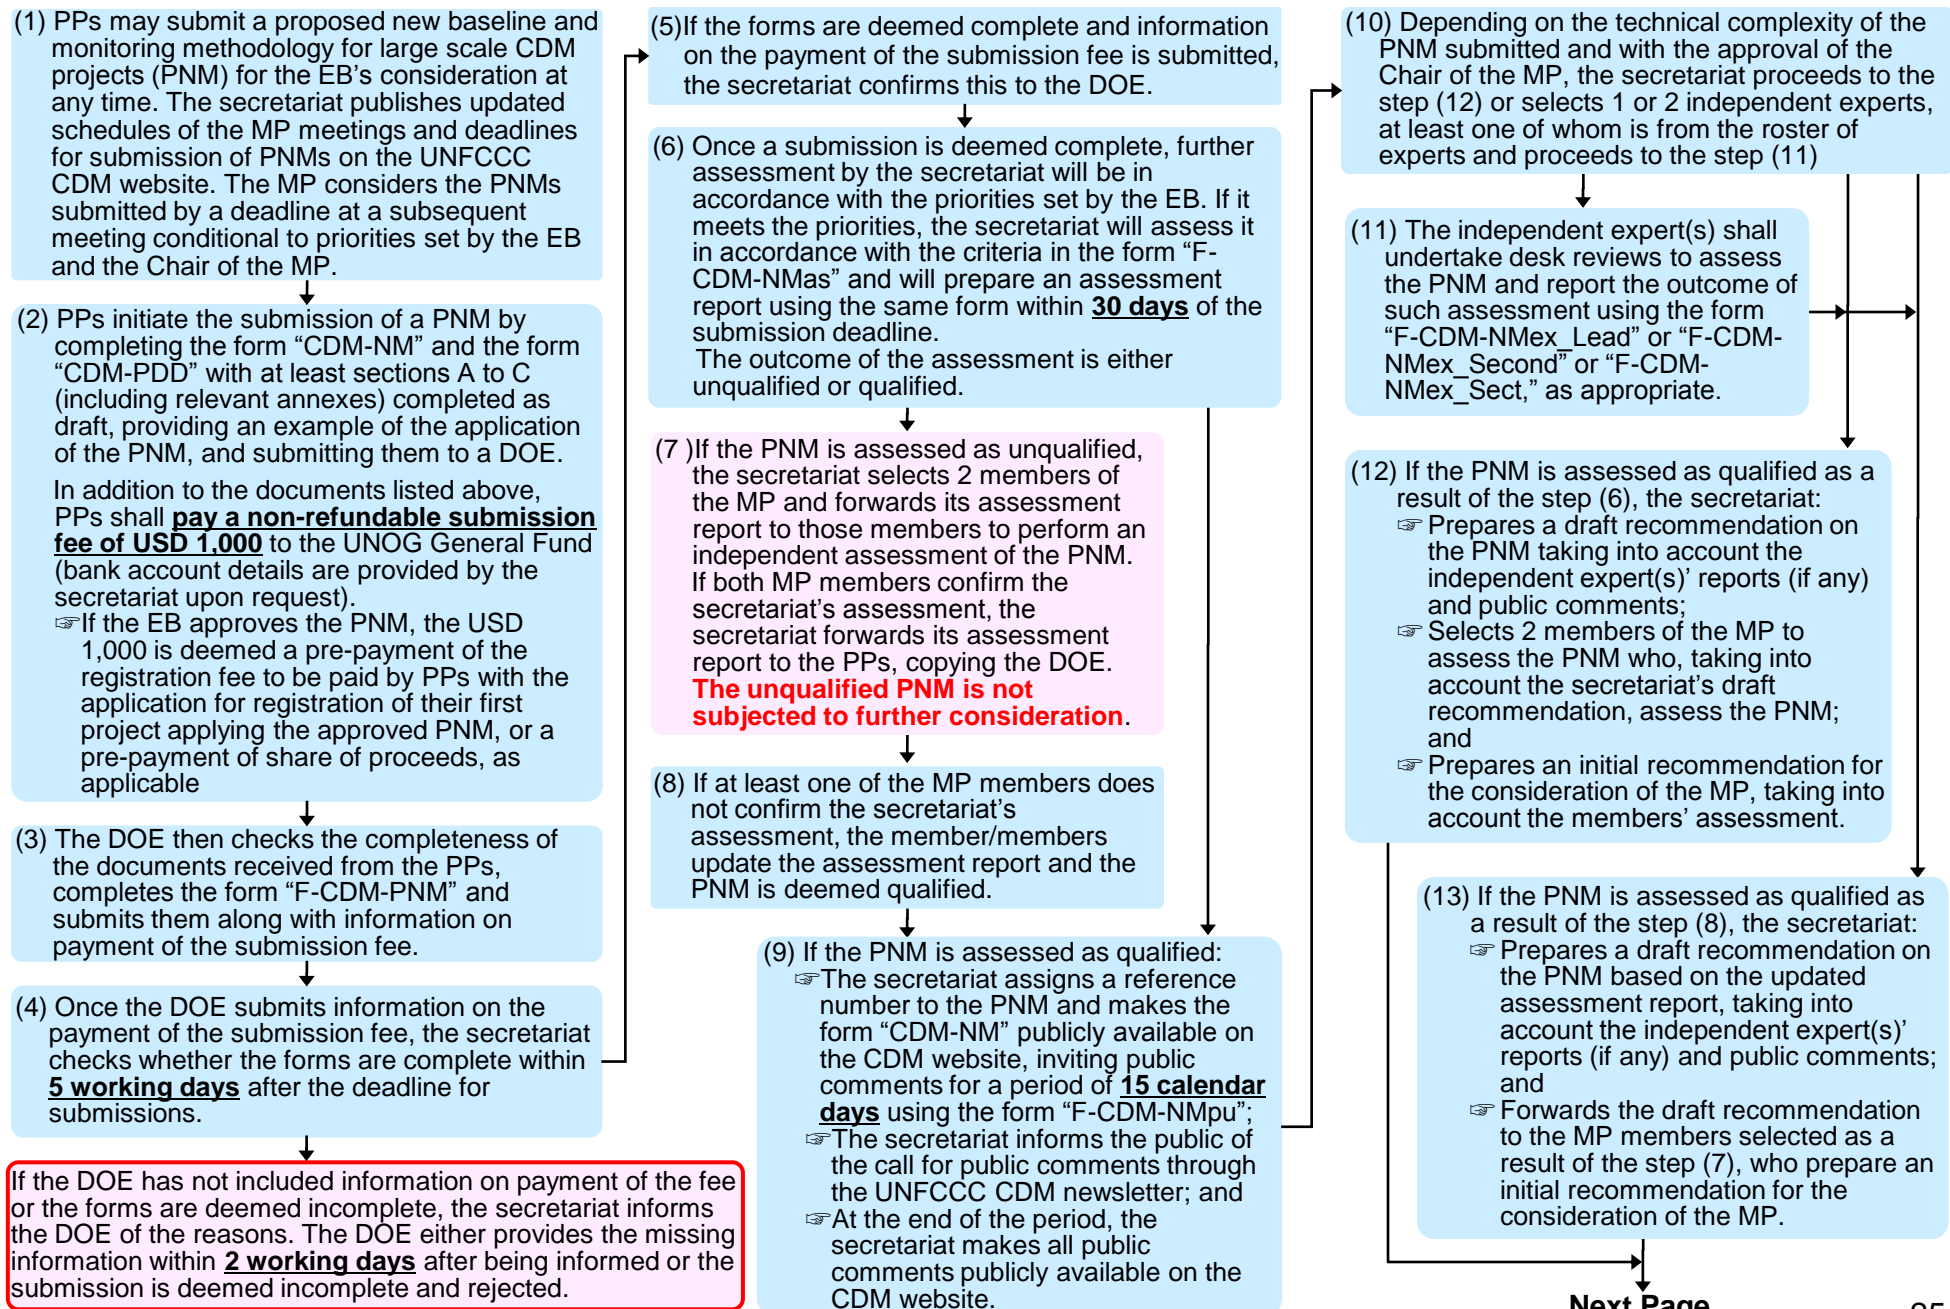 (1) PPs may submit a proposed new baseline and
monitoring methodology for large scale CDM
projects (PNM) for the EB’s consideration at
any time. The secretariat publishes updated
schedules of the MP meetings and deadlines
for submission of PNMs on the UNFCCC
CDM website. The MP considers the PNMs
submitted by a deadline at a subsequent
meeting conditional to priorities set by the EB
and the Chair of the MP.
(2) PPs initiate the submission of a PNM by
completing the form “CDM-NM” and the form
“CDM-PDD” with at least sections A to C
(including relevant annexes) completed as
draft, providing an example of the application
of the PNM, and submitting them to a DOE.
In addition to the documents listed above,
PPs shall pay a non-refundable submission
fee of USD 1,000 to the UNOG General Fund
(bank account details are provided by the
secretariat upon request).
☞If the EB approves the PNM, the USD
1,000 is deemed a pre-payment of the
registration fee to be paid by PPs with the
application for registration of their first
project applying the approved PNM, or a
pre-payment of share of proceeds, as
applicable
(3) The DOE then checks the completeness of
the documents received from the PPs,
completes the form “F-CDM-PNM” and
submits them along with information on
payment of the submission fee.
(4) Once the DOE submits information on the
payment of the submission fee, the secretariat
checks whether the forms are complete within
5 working days after the deadline for
submissions.
If the DOE has not included information on payment of the fee
or the forms are deemed incomplete, the secretariat informs
the DOE of the reasons. The DOE either provides the missing
information within 2 working days after being informed or the
submission is deemed incomplete and rejected.
(5)If the forms are deemed complete and information
on the payment of the submission fee is submitted,
the secretariat confirms this to the DOE.
(6) Once a submission is deemed complete, further
assessment by the secretariat will be in
accordance with the priorities set by the EB. If it
meets the priorities, the secretariat will assess it
in accordance with the criteria in the form “F-
CDM-NMas” and will prepare an assessment
report using the same form within 30 days of the
submission deadline.
The outcome of the assessment is either
unqualified or qualified.
(7 )If the PNM is assessed as unqualified,
the secretariat selects 2 members of
the MP and forwards its assessment
report to those members to perform an
independent assessment of the PNM.
If both MP members confirm the
secretariat’s assessment, the
secretariat forwards its assessment
report to the PPs, copying the DOE.
The unqualified PNM is not
subjected to further consideration.
(8) If at least one of the MP members does
not confirm the secretariat’s
assessment, the member/members
update the assessment report and the
PNM is deemed qualified.
(9) If the PNM is assessed as qualified:
☞The secretariat assigns a reference
number to the PNM and makes the
form “CDM-NM” publicly available on
the CDM website, inviting public
comments for a period of 15 calendar
days using the form “F-CDM-NMpu”;
☞The secretariat informs the public of
the call for public comments through
the UNFCCC CDM newsletter; and
☞At the end of the period, the
secretariat makes all public
comments publicly available on the
CDM website.
(10) Depending on the technical complexity of the
PNM submitted and with the approval of the
Chair of the MP, the secretariat proceeds to the
step (12) or selects 1 or 2 independent experts,
at least one of whom is from the roster of
experts and proceeds to the step (11)
(11) The independent expert(s) shall
undertake desk reviews to assess
the PNM and report the outcome of
such assessment using the form
“F-CDM-NMex_Lead” or “F-CDM-
NMex_Second” or “F-CDM-
NMex_Sect,” as appropriate.
(12) If the PNM is assessed as qualified as a
result of the step (6), the secretariat:
☞Prepares a draft recommendation on
the PNM taking into account the
independent expert(s)’ reports (if any)
and public comments;
☞Selects 2 members of the MP to
assess the PNM who, taking into
account the secretariat’s draft
recommendation, assess the PNM;
and
☞Prepares an initial recommendation for
the consideration of the MP, taking into
account the members’ assessment.
(13) If the PNM is assessed as qualified as
a result of the step (8), the secretariat:
☞Prepares a draft recommendation on
the PNM based on the updated
assessment report, taking into
account the independent expert(s)’
reports (if any) and public comments;
and
☞Forwards the draft recommendation
to the MP members selected as a
result of the step (7), who prepare an
initial recommendation for the
consideration of the MP.
Next Page